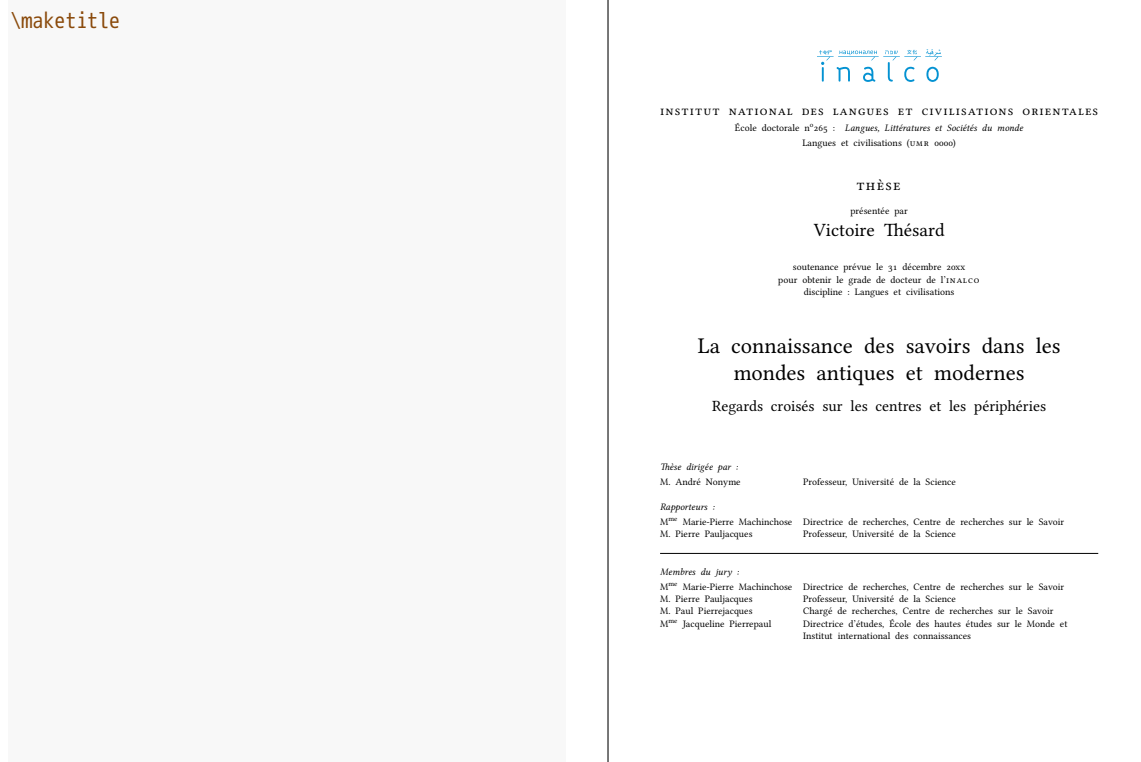 \maketitle
национален
inalco
INSTITUT NATIONAL DES LANGUES ET CIVILISATIONS ORIENTALES
École doctorale nº265 : Langues, Littératures et Sociétés du monde
Langues et civilisations (UMR 0000)
THÈSE
présentée par
Victoire Thésard
soutenance prévue le 31 décembre 20xx
pour obtenir le grade de docteur de l'INALCO
discipline : Langues et civilisations
La connaissance des savoirs dans les
mondes antiques et modernes
Regards croisés sur les centres et les périphéries
Thèse dirigée par :
M. André Nonyme Professeur, Université de la Science
Rapporteurs :
Mme Marie-Pierre Machinchose Directrice de recherches, Centre de recherches sur le Savoir
M. Pierre Pauljacques Professeur, Université de la Science
Membres du jury :
Mme Marie-Pierre Machinchose Directrice de recherches, Centre de recherches sur le Savoir
M. Pierre Pauljacques Professeur, Université de la Science
M. Paul Pierrejacques Chargé de recherches, Centre de recherches sur le Savoir
Mme Jacqueline Pierrepaul Directrice d'études, École des hautes études sur le Monde et
Institut international des connaissances